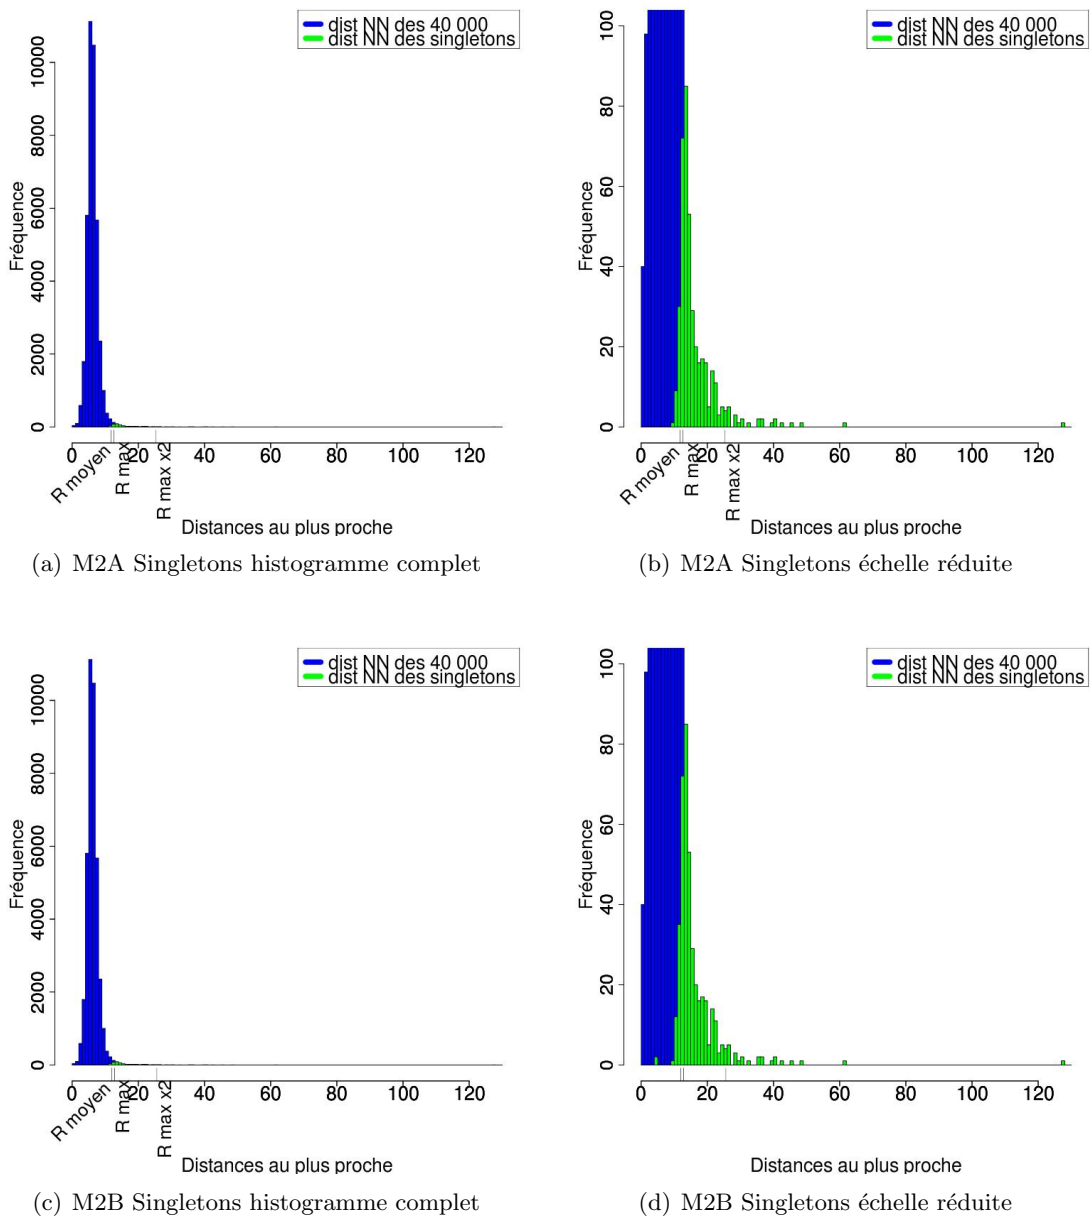 dist NN des 40 000
dist NN des singletons
Fréquence
0 2000 4000 6000 8000 10000
0 20 40 60 80 100 120
R moyen
R max
R max x2
Distances au plus proche
(a) M2A Singletons histogramme complet
dist NN des 40 000
dist NN des singletons
Fréquence
0 20 40 60 80 100
0 20 40 60 80 100 120
R moyen
R max
R max x2
Distances au plus proche
(b) M2A Singletons échelle réduite
dist NN des 40 000
dist NN des singletons
Fréquence
0 2000 4000 6000 8000 10000
0 20 40 60 80 100 120
R moyen
R max
R max x2
Distances au plus proche
(c) M2B Singletons histogramme complet
dist NN des 40 000
dist NN des singletons
Fréquence
0 20 40 60 80 100
0 20 40 60 80 100 120
Distances au plus proche
(d) M2B Singletons échelle réduite